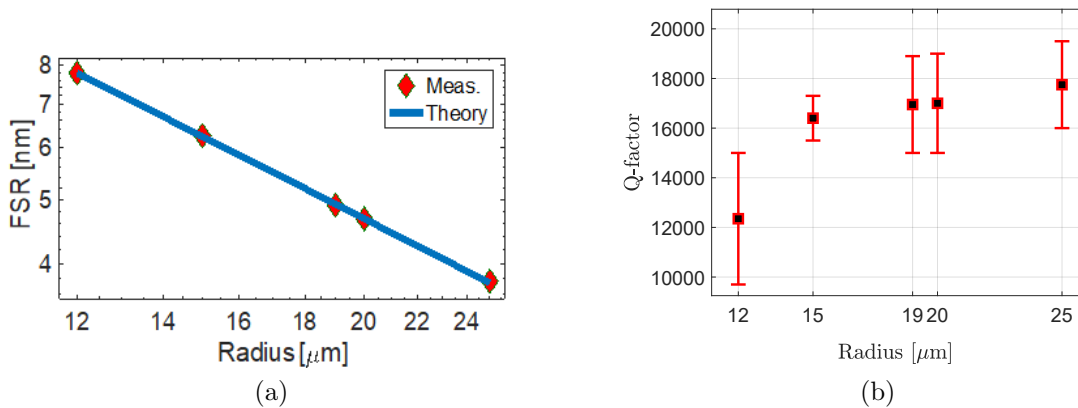 8
7
6
5
4
FSR [nm]
Meas.
Theory
12 14 16 18 20 22 24
Radius[μm]
(a)
20000
18000
16000
14000
12000
10000
Q-factor
12 15 19 20 25
Radius [μm]
(b)